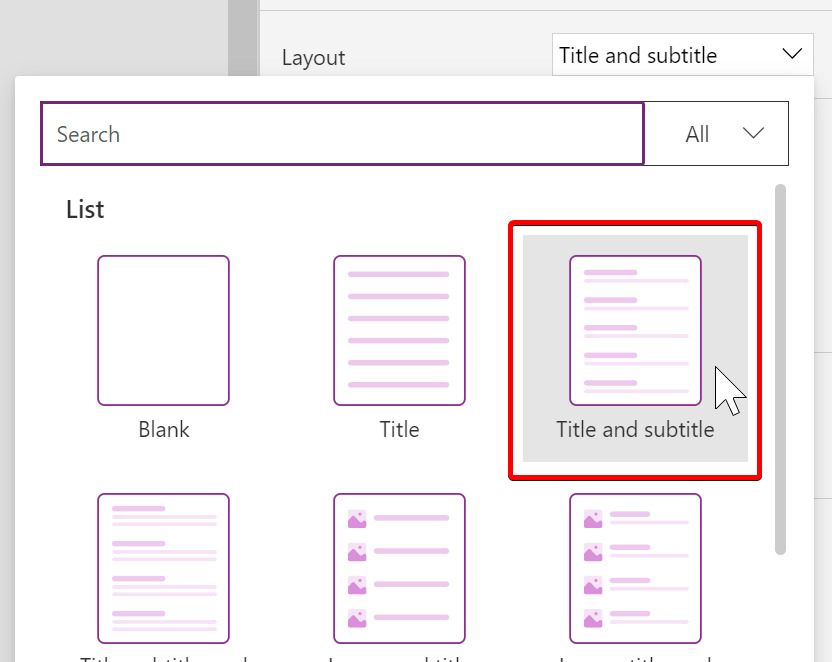 Layout
Title and subtitle
Search
All
List
Blank
Title
Title and subtitle